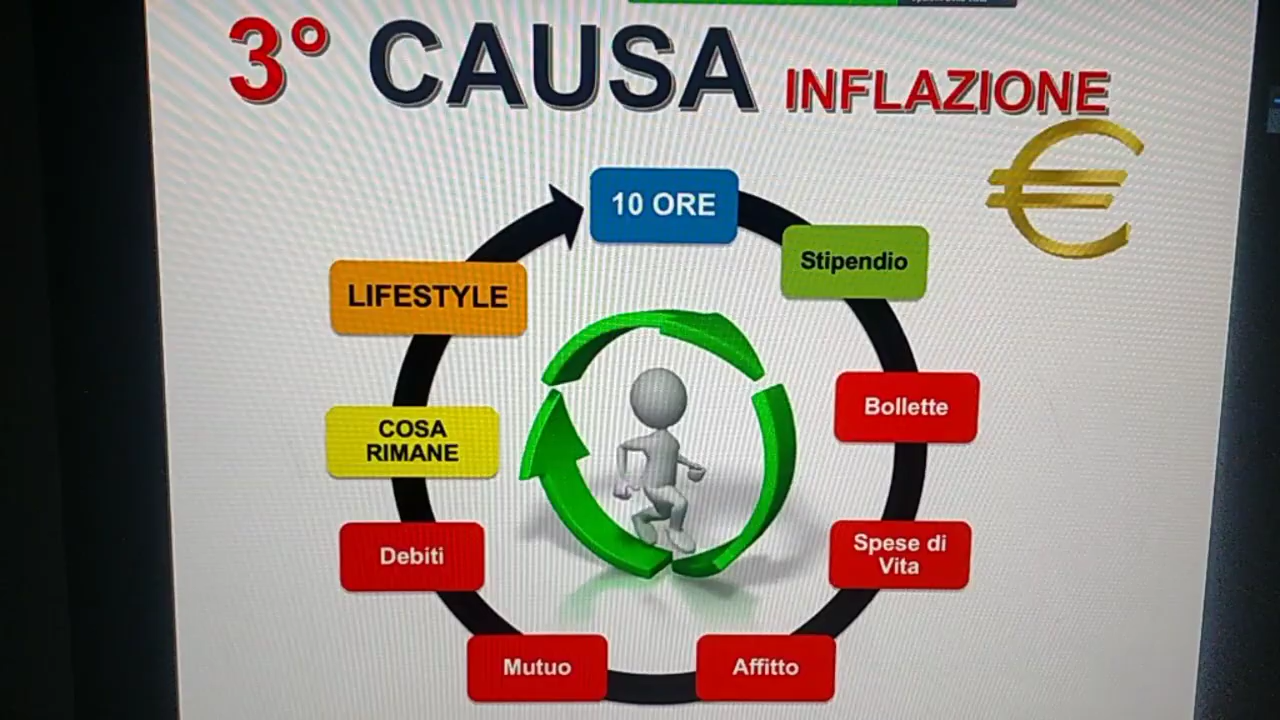 3° CAUSA INFLAZIONE
10 ORE
Stipendio
Bollette
Spese di
Vita
Affitto
Mutuo
Debiti
COSA
RIMANE
LIFESTYLE